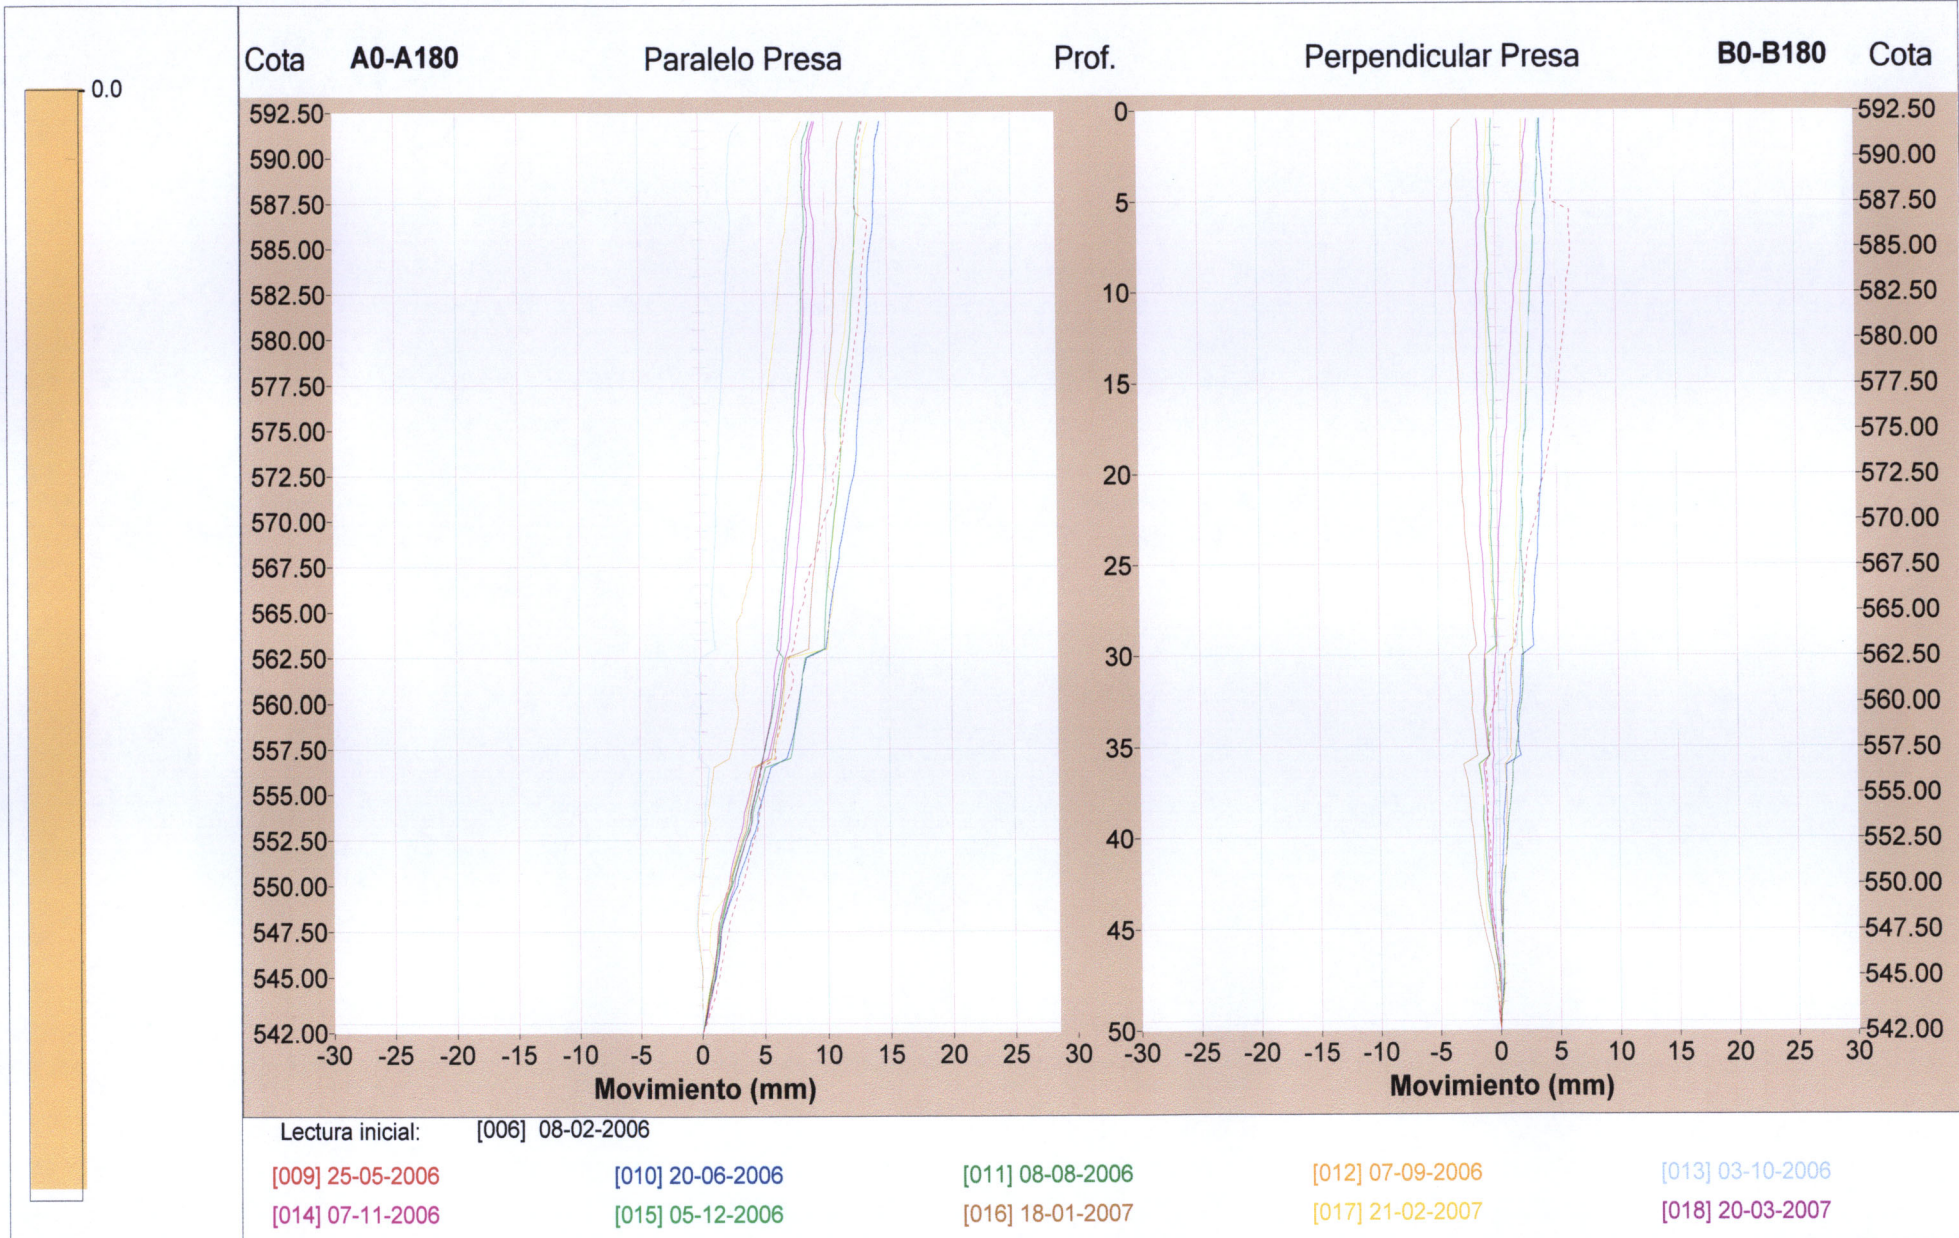 0.0
Cota A0-A180 Paralelo Presa Prof. Perpendicular Presa B0-B180 Cota
592.50 0 592.50
590.00 590.00
587.50 5 587.50
585.00 585.00
582.50 10 582.50
580.00 580.00
577.50 15 577.50
575.00 575.00
572.50 20 572.50
570.00 570.00
567.50 25 567.50
565.00 565.00
562.50 30 562.50
560.00 560.00
557.50 35 557.50
555.00 555.00
552.50 40 552.50
550.00 550.00
547.50 45 547.50
545.00 545.00
542.00 50 542.00
-30 -25 -20 -15 -10 -5 0 5 10 15 20 25 30 -30 -25 -20 -15 -10 -5 0 5 10 15 20 25 30
Movimiento (mm) Movimiento (mm)
Lectura inicial: [006] 08-02-2006
[009] 25-05-2006 [010] 20-06-2006 [011] 08-08-2006 [012] 07-09-2006 [013] 03-10-2006
[014] 07-11-2006 [015] 05-12-2006 [016] 18-01-2007 [017] 21-02-2007 [018] 20-03-2007